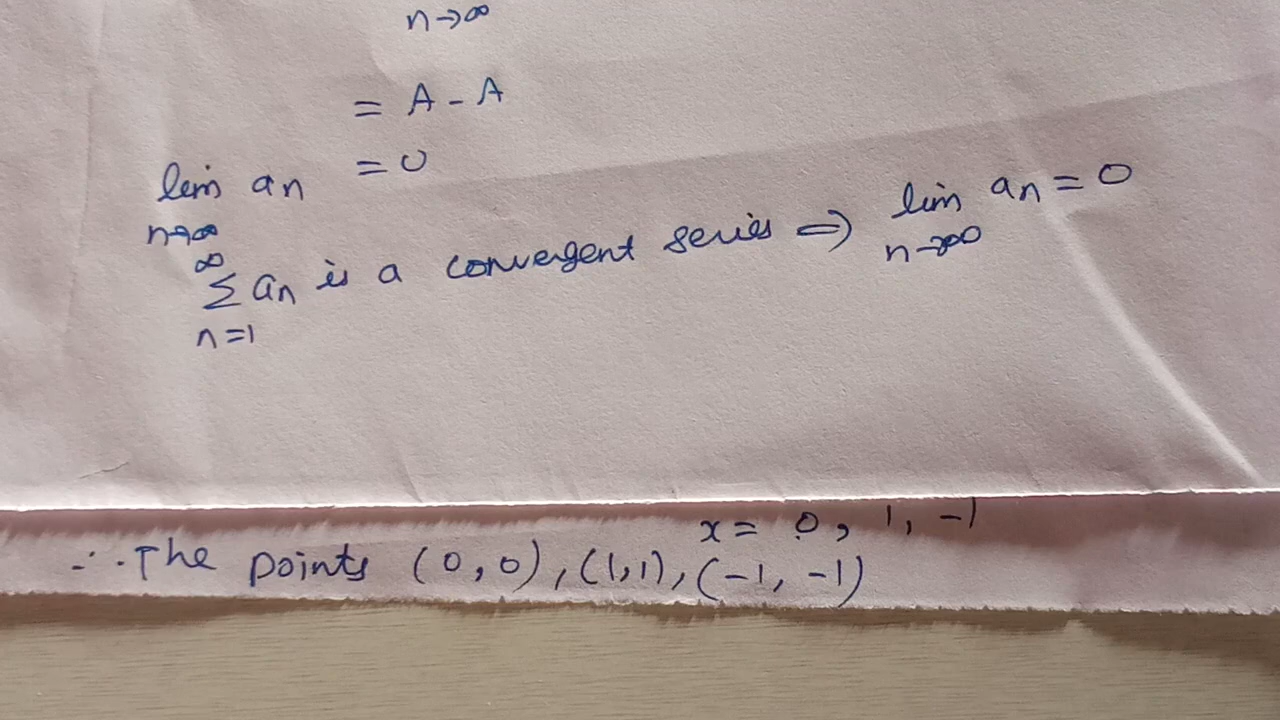 n→∞
= A - A
lim an = 0
n→∞
∞
Σ an is a convergent series ⇒ lim an = 0
n=1 n→∞
x = 0, 1, -1
∴ The points (0,0), (1,1), (-1, -1)